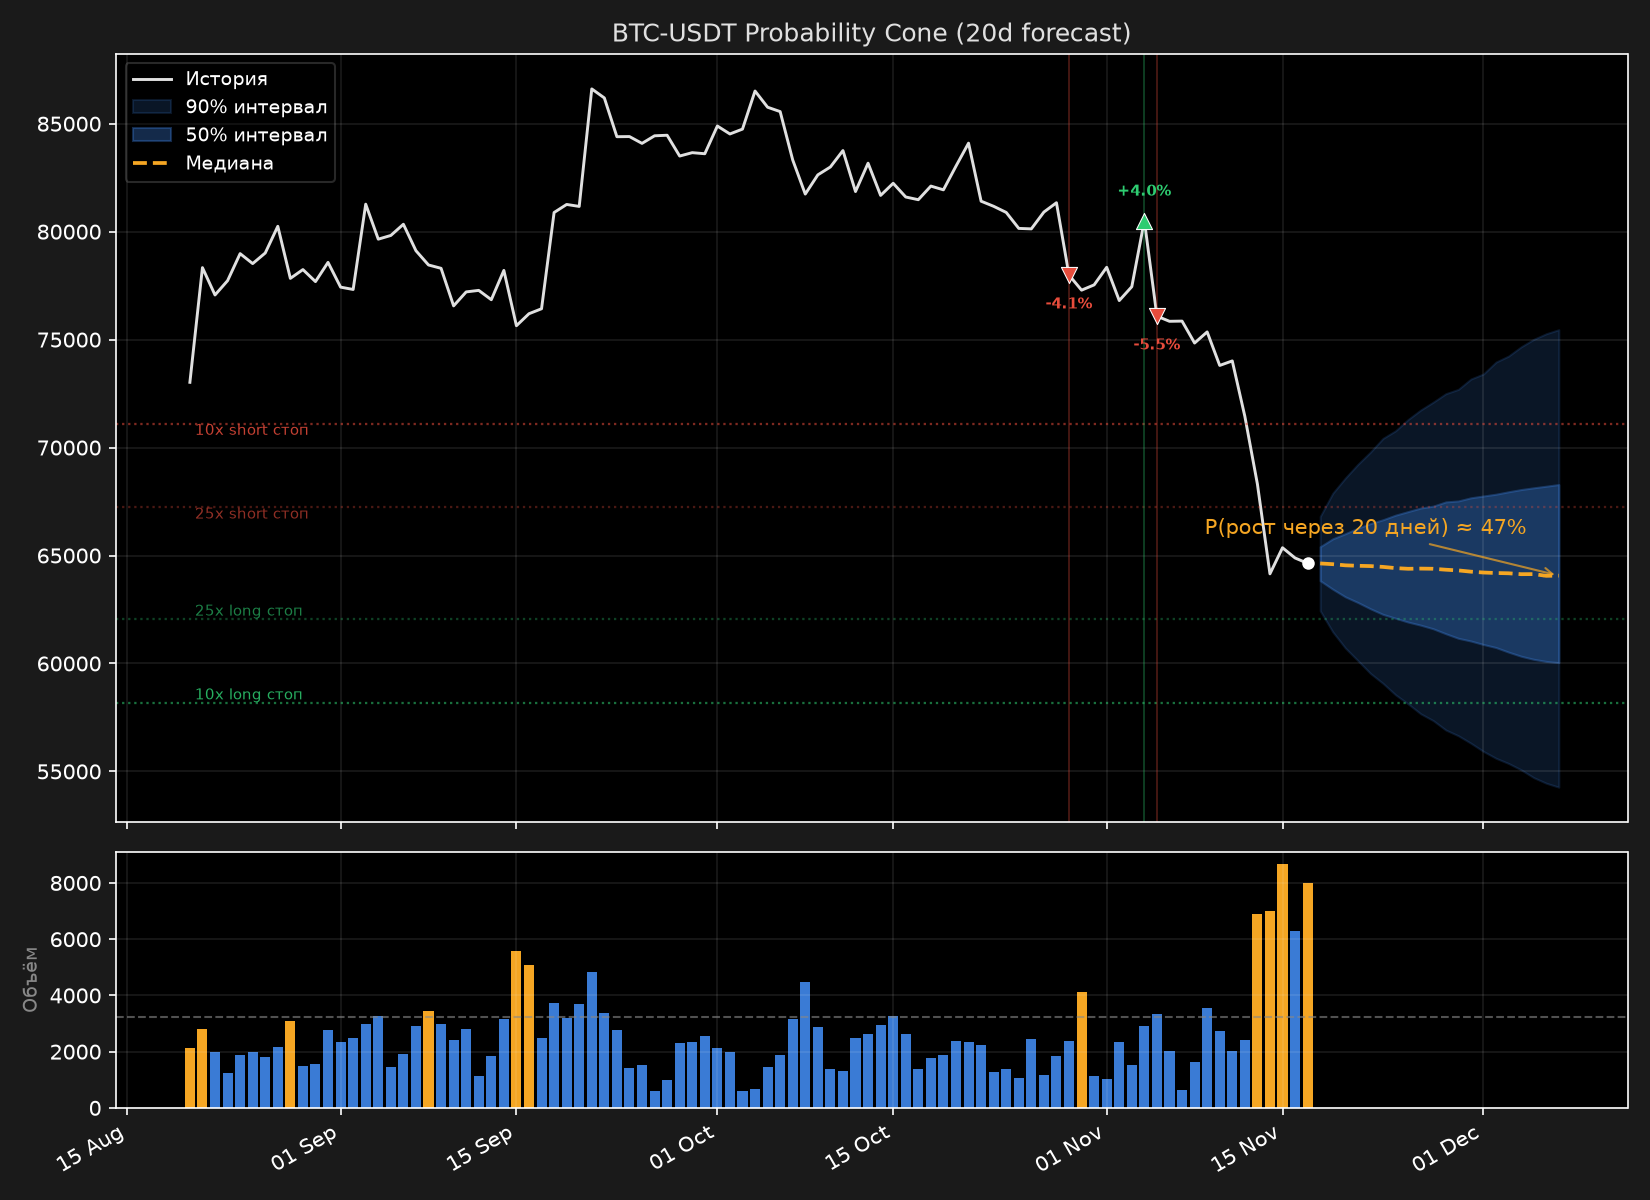 BTC-USDT Probability Cone (20d forecast)
История
90% интервал
50% интервал
Медиана
85000
80000
75000
70000
65000
60000
55000
+4.0%
-4.1%
-5.5%
10x short стоп
25x short стоп
P(рост через 20 дней) ≈ 47%
25x long стоп
10x long стоп
Объём
8000
6000
4000
2000
0
15 Aug
01 Sep
15 Sep
01 Oct
15 Oct
01 Nov
15 Nov
01 Dec